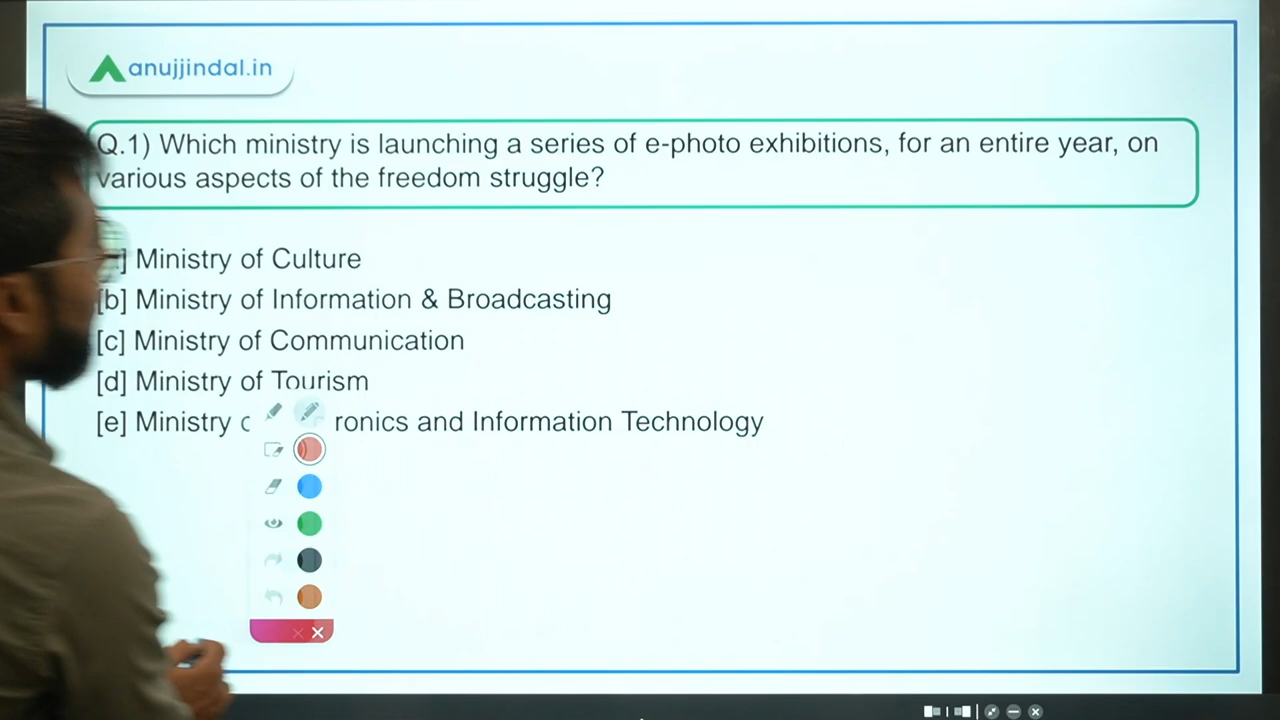 anujjindal.in
Q.1) Which ministry is launching a series of e-photo exhibitions, for an entire year, on
various aspects of the freedom struggle?
] Ministry of Culture
[b] Ministry of Information & Broadcasting
[c] Ministry of Communication
[d] Ministry of Tourism
[e] Ministry ronics and Information Technology